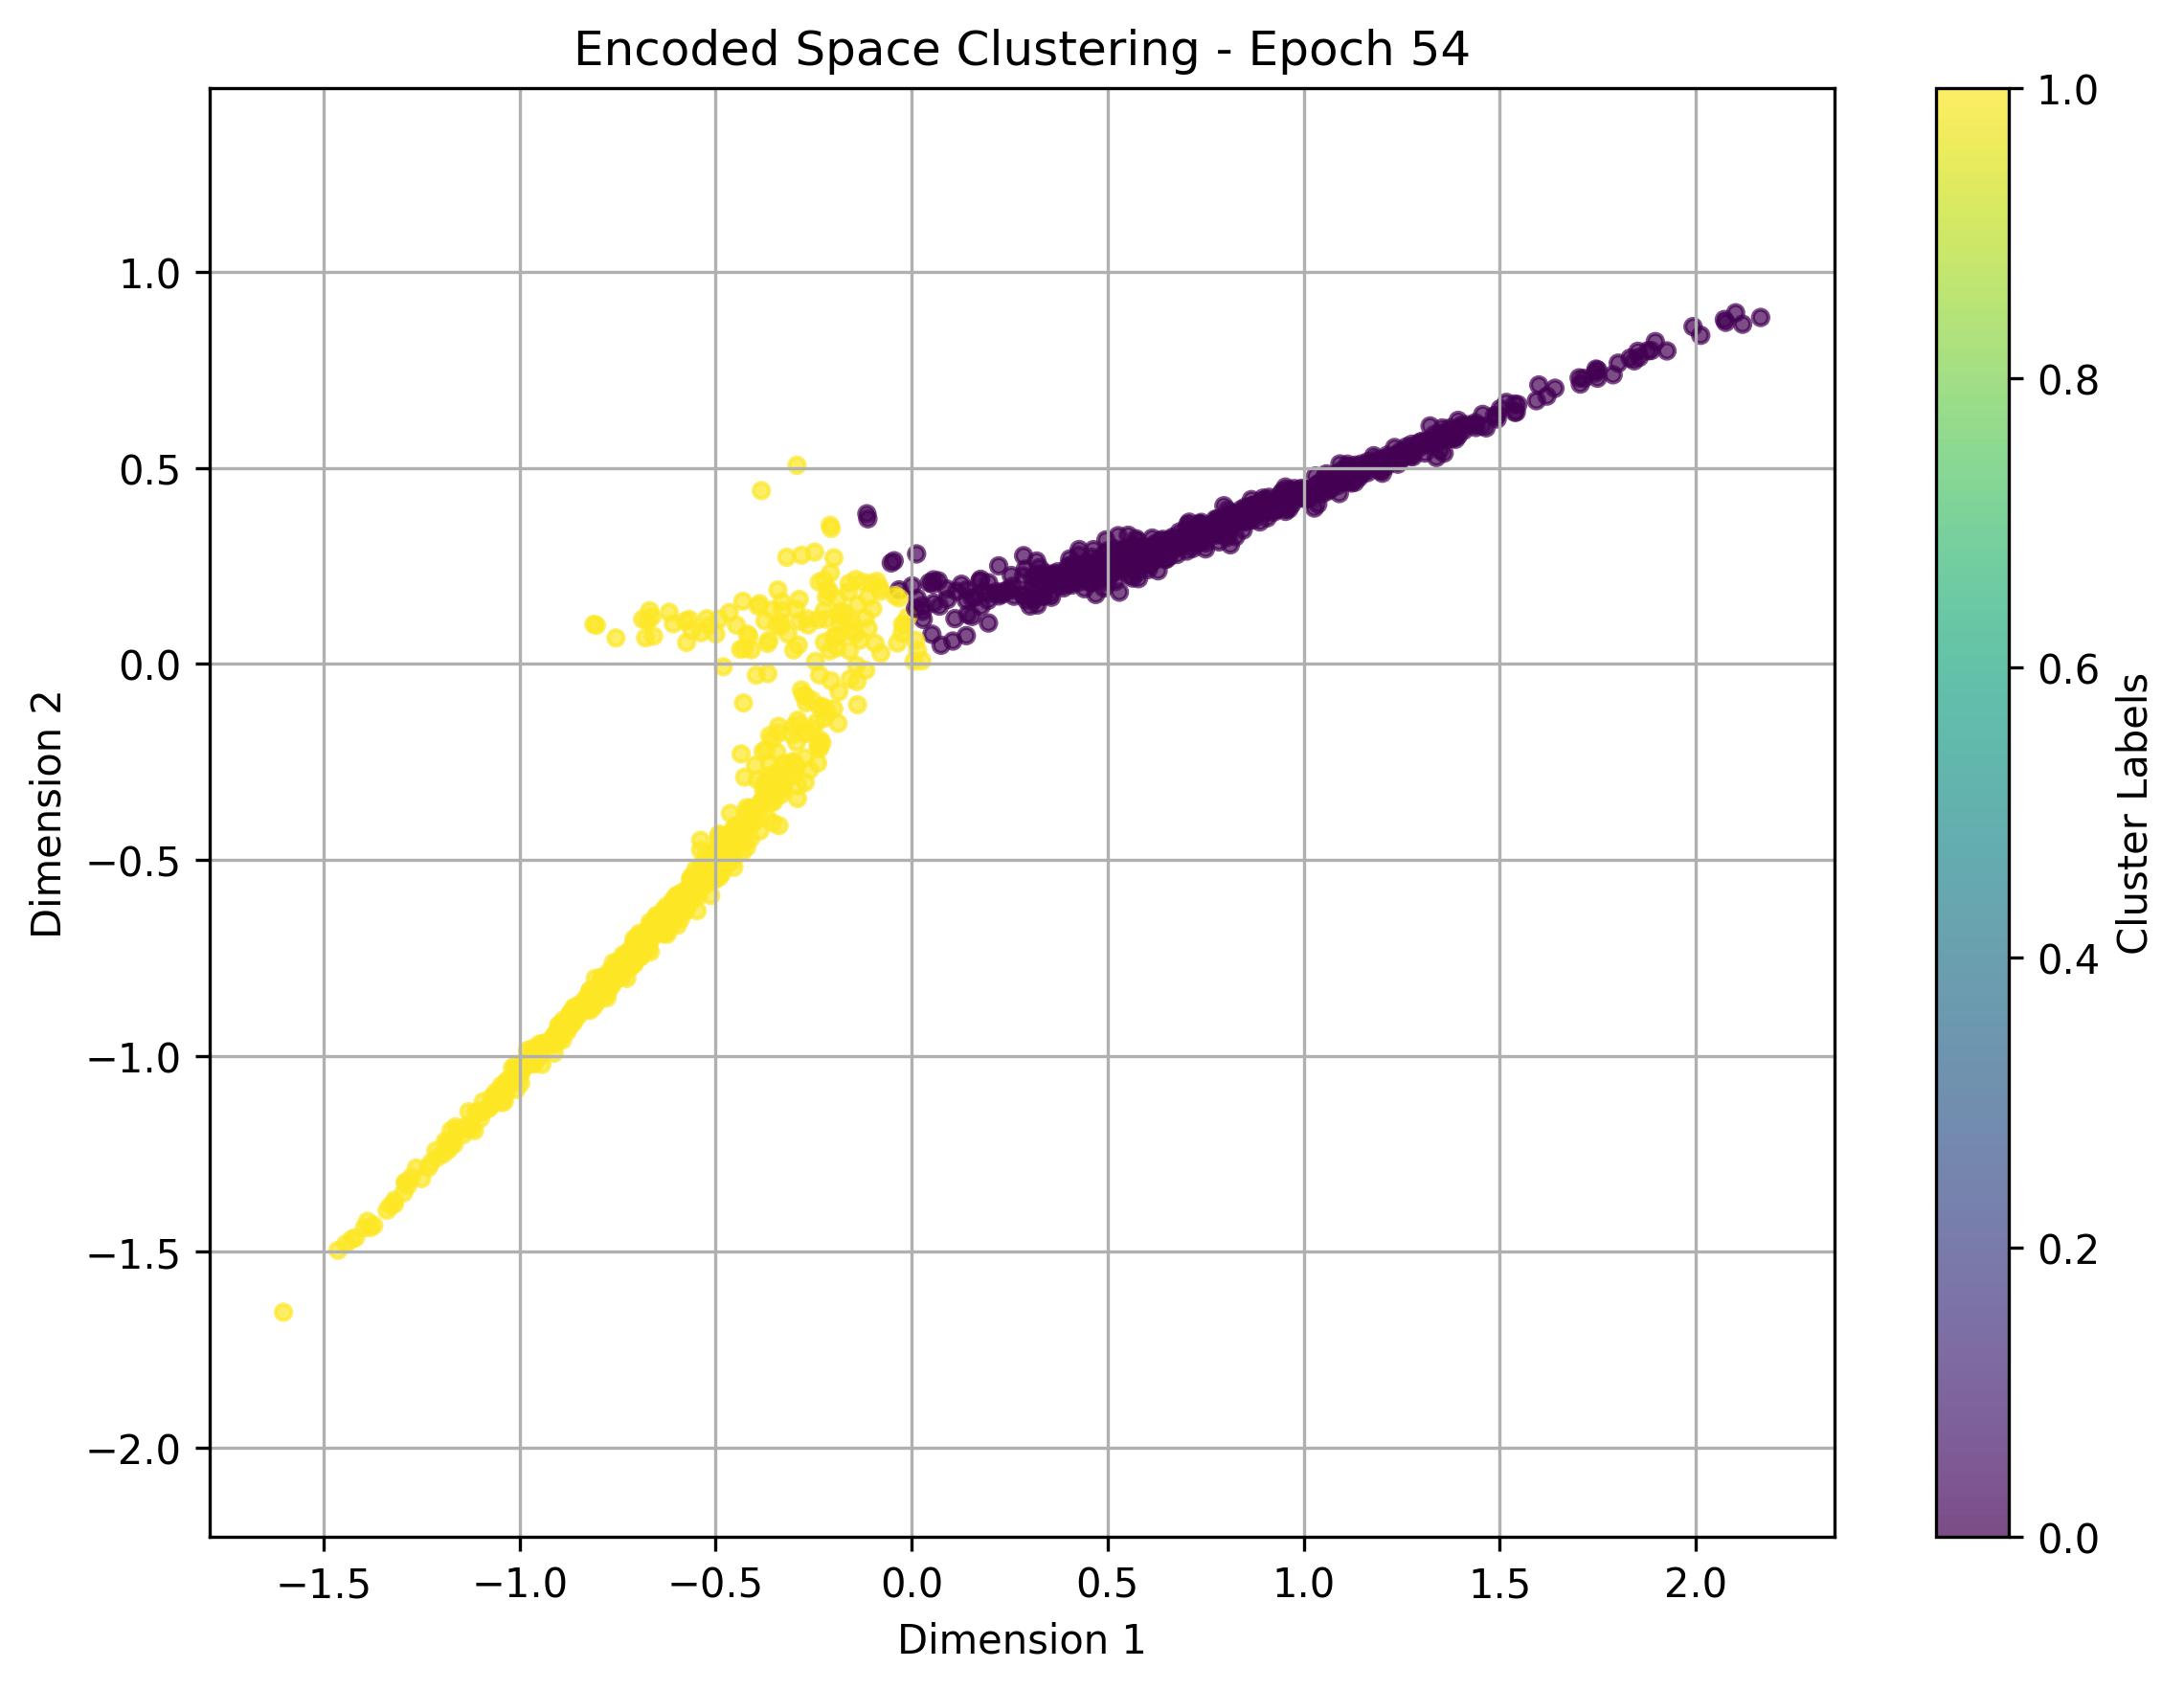 Encoded Space Clustering - Epoch 54
1.0
0.5
0.0
−0.5
−1.0
−1.5
−2.0
Dimension 2
−1.5 −1.0 −0.5 0.0 0.5 1.0 1.5 2.0
Dimension 1
1.0
0.8
0.6
0.4
0.2
0.0
Cluster Labels